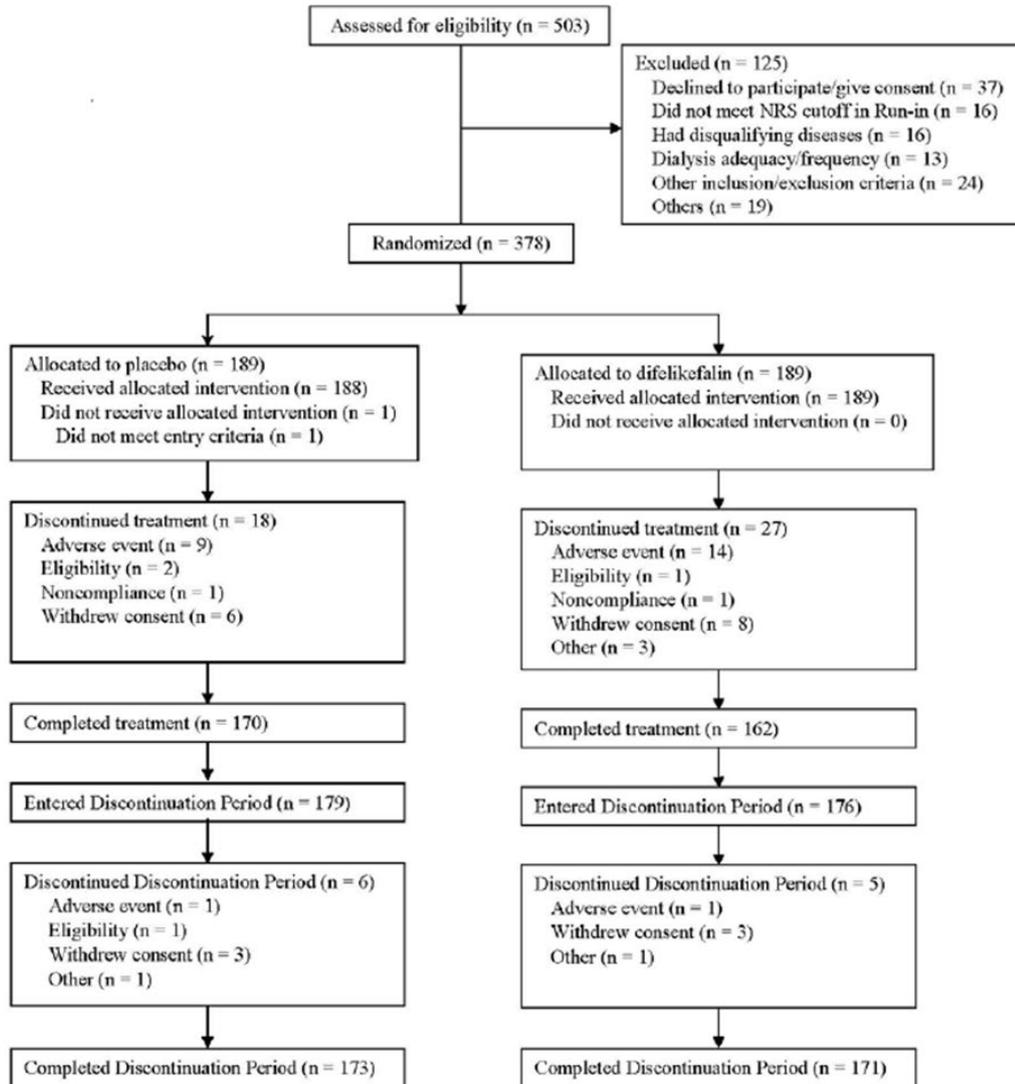 Assessed for eligibility (n = 503)
Excluded (n = 125)
Declined to participate/give consent (n = 37)
Did not meet NRS cutoff in Run-in (n = 16)
Had disqualifying diseases (n = 16)
Dialysis adequacy/frequency (n = 13)
Other inclusion/exclusion criteria (n = 24)
Others (n = 19)
Randomized (n = 378)
Allocated to placebo (n = 189)
Received allocated intervention (n = 188)
Did not receive allocated intervention (n = 1)
Did not meet entry criteria (n = 1)
Allocated to difelikefalin (n = 189)
Received allocated intervention (n = 189)
Did not receive allocated intervention (n = 0)
Discontinued treatment (n = 18)
Adverse event (n = 9)
Eligibility (n = 2)
Noncompliance (n = 1)
Withdrew consent (n = 6)
Discontinued treatment (n = 27)
Adverse event (n = 14)
Eligibility (n = 1)
Noncompliance (n = 1)
Withdrew consent (n = 8)
Other (n = 3)
Completed treatment (n = 170)
Completed treatment (n = 162)
Entered Discontinuation Period (n = 179)
Entered Discontinuation Period (n = 176)
Discontinued Discontinuation Period (n = 6)
Adverse event (n = 1)
Eligibility (n = 1)
Withdrew consent (n = 3)
Other (n = 1)
Discontinued Discontinuation Period (n = 5)
Adverse event (n = 1)
Withdrew consent (n = 3)
Other (n = 1)
Completed Discontinuation Period (n = 173)
Completed Discontinuation Period (n = 171)